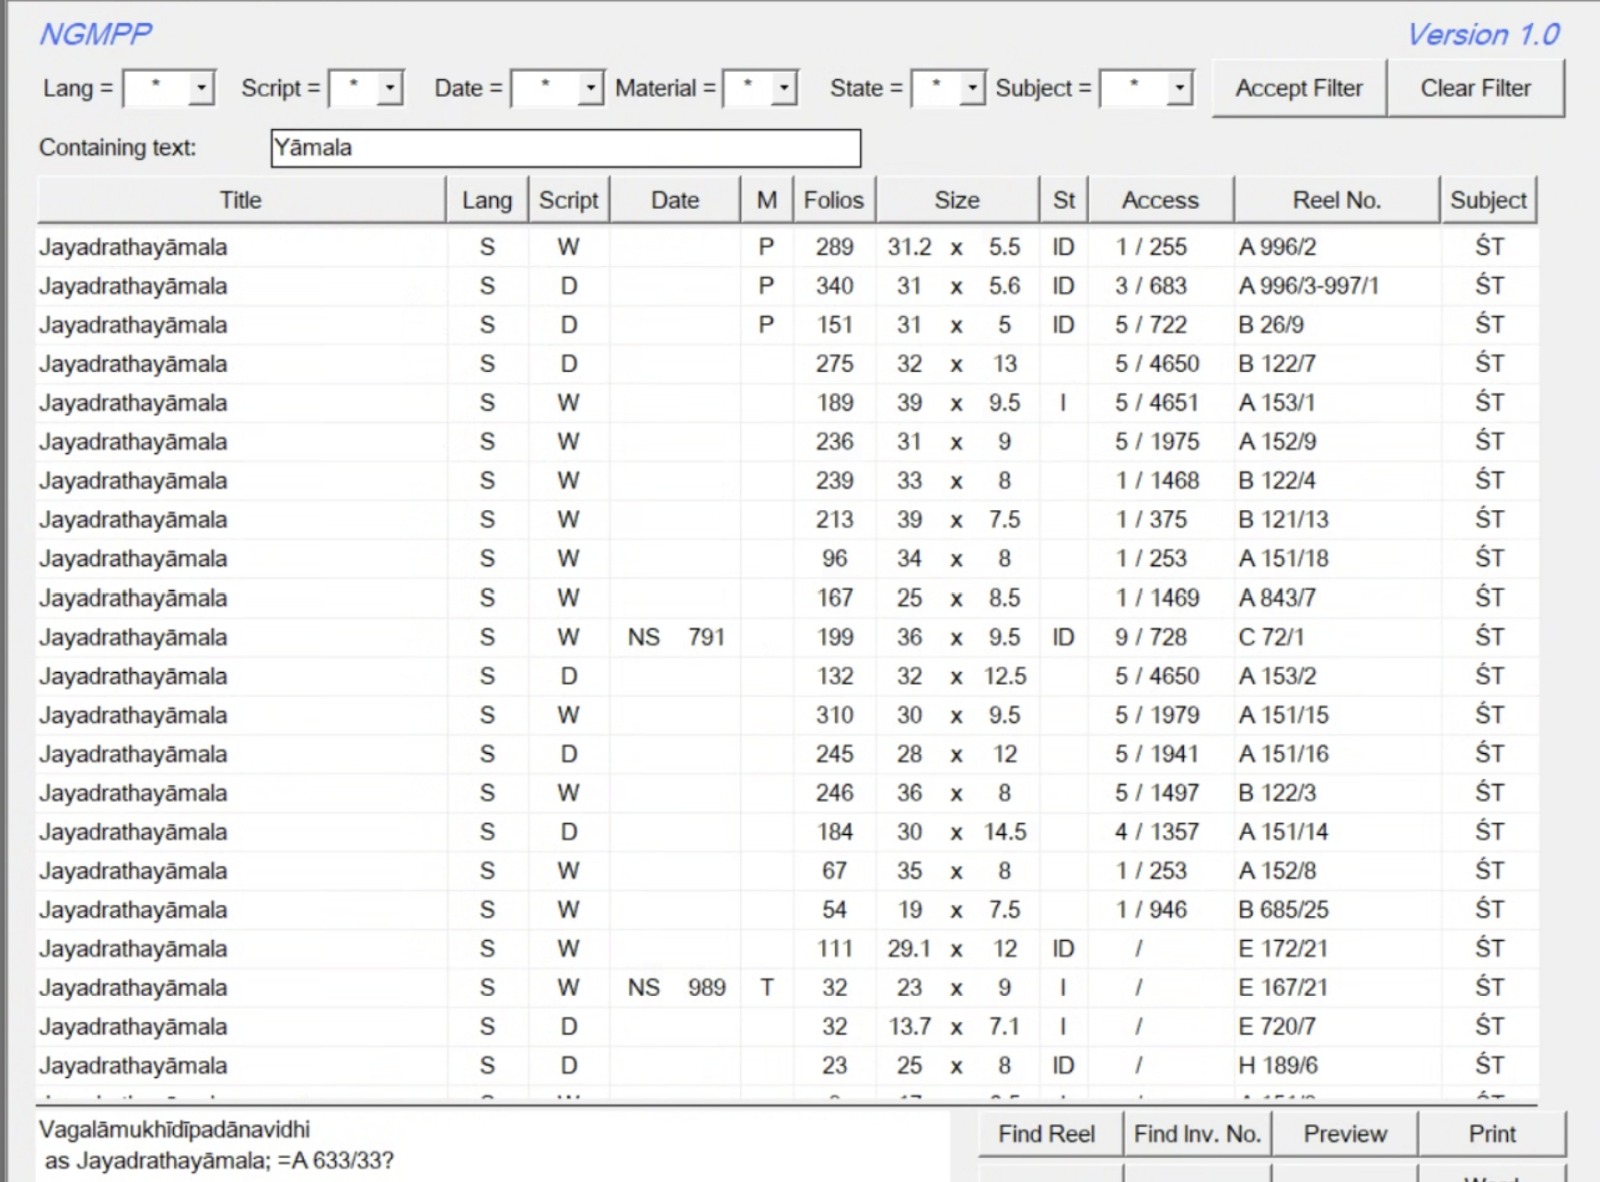 NGMPP Version 1.0
Lang = * Script = * Date = * Material = * State = * Subject = * Accept Filter Clear Filter
Containing text: Yāmala
Title Lang Script Date M Folios Size St Access Reel No. Subject
Jayadrathayāmala S W P 289 31.2 x 5.5 ID 1 / 255 A 996/2 ŚT
Jayadrathayāmala S D P 340 31 x 5.6 ID 3 / 683 A 996/3-997/1 ŚT
Jayadrathayāmala S D P 151 31 x 5 ID 5 / 722 B 26/9 ŚT
Jayadrathayāmala S D 275 32 x 13 5 / 4650 B 122/7 ŚT
Jayadrathayāmala S W 189 39 x 9.5 I 5 / 4651 A 153/1 ŚT
Jayadrathayāmala S W 236 31 x 9 5 / 1975 A 152/9 ŚT
Jayadrathayāmala S W 239 33 x 8 1 / 1468 B 122/4 ŚT
Jayadrathayāmala S W 213 39 x 7.5 1 / 375 B 121/13 ŚT
Jayadrathayāmala S W 96 34 x 8 1 / 253 A 151/18 ŚT
Jayadrathayāmala S W 167 25 x 8.5 1 / 1469 A 843/7 ŚT
Jayadrathayāmala S W NS 791 199 36 x 9.5 ID 9 / 728 C 72/1 ŚT
Jayadrathayāmala S D 132 32 x 12.5 5 / 4650 A 153/2 ŚT
Jayadrathayāmala S W 310 30 x 9.5 5 / 1979 A 151/15 ŚT
Jayadrathayāmala S D 245 28 x 12 5 / 1941 A 151/16 ŚT
Jayadrathayāmala S W 246 36 x 8 5 / 1497 B 122/3 ŚT
Jayadrathayāmala S D 184 30 x 14.5 4 / 1357 A 151/14 ŚT
Jayadrathayāmala S W 67 35 x 8 1 / 253 A 152/8 ŚT
Jayadrathayāmala S W 54 19 x 7.5 1 / 946 B 685/25 ŚT
Jayadrathayāmala S W 111 29.1 x 12 ID / E 172/21 ŚT
Jayadrathayāmala S W NS 989 T 32 23 x 9 I / E 167/21 ŚT
Jayadrathayāmala S D 32 13.7 x 7.1 I / E 720/7 ŚT
Jayadrathayāmala S D 23 25 x 8 ID / H 189/6 ŚT
Vagalāmukhīdīpadānavidhi
as Jayadrathayāmala; =A 633/33?
Find Reel Find Inv. No. Preview Print